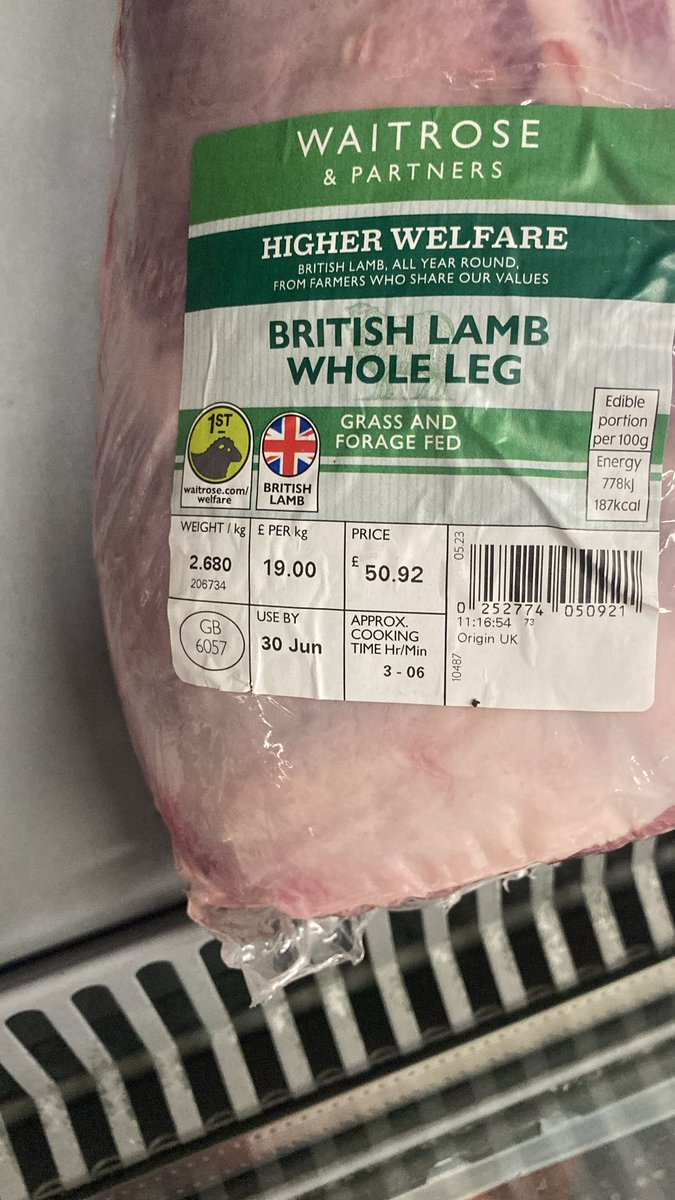 WAITROSE
& PARTNERS
HIGHER WELFARE
BRITISH LAMB, ALL YEAR ROUND,
FROM FARMERS WHO SHARE OUR VALUES
BRITISH LAMB
WHOLE LEG
GRASS AND
FORAGE FED
1ST
waitrose.com/
welfare
BRITISH
LAMB
Edible
portion
per 100g
Energy
778kJ
187kcal
WEIGHT / kg
2.680
206734
£ PER kg
19.00
PRICE
£ 50.92
05.23
0 252774 050921
11:16:54 73
Origin UK
10487
GB
6057
USE BY
30 Jun
APPROX.
COOKING
TIME Hr/Min
3 - 06